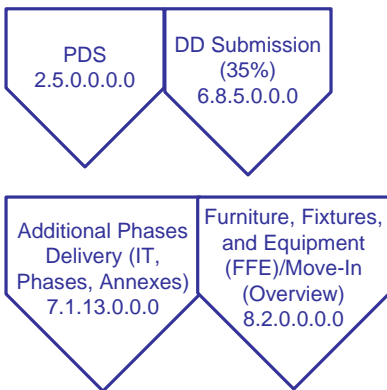 PDS
2.5.0.0.0.0
DD Submission
(35%)
6.8.5.0.0.0
Additional Phases
Delivery (IT,
Phases, Annexes)
7.1.13.0.0.0
Furniture, Fixtures,
and Equipment
(FFE)/Move-In
(Overview)
8.2.0.0.0.0